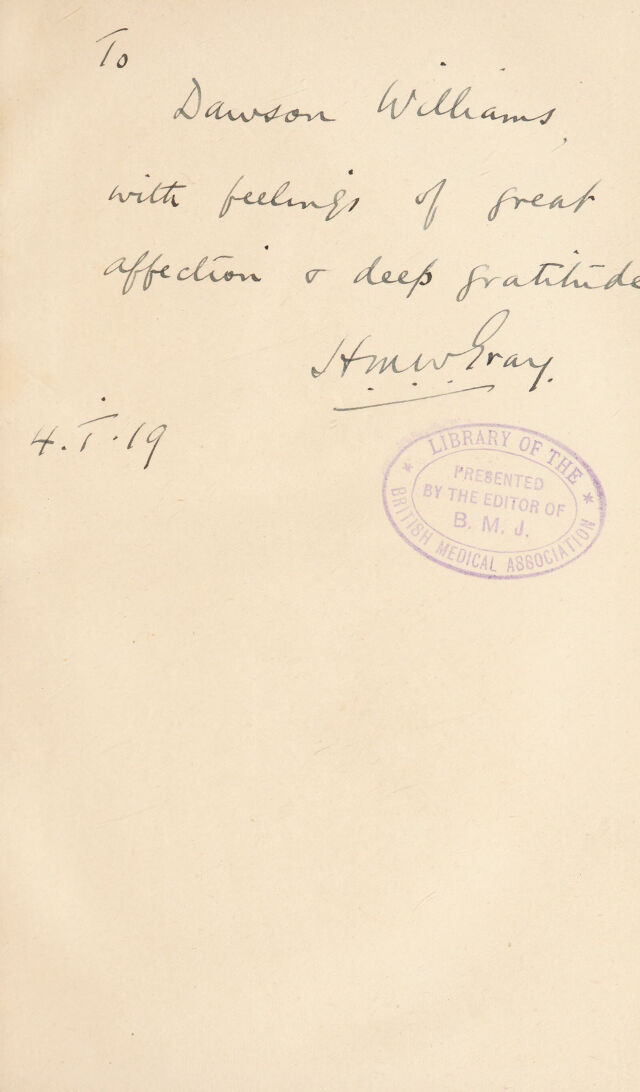 To
Dawson Williams,
with feelings of great
affection & deep gratitude
H.M.W. Gray.
4.I.19
LIBRARY OF THE
PRESENTED
BY THE EDITOR OF
B. M. J.
BRITISH MEDICAL ASSOCIATION